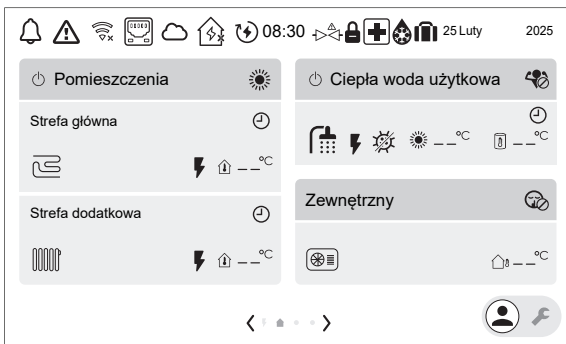 08:30 25 Luty 2025
Pomieszczenia
Strefa główna
_ _°C
Strefa dodatkowa
_ _°C
Ciepła woda użytkowa
_ _°C _ _°C
Zewnętrzny
_ _°C